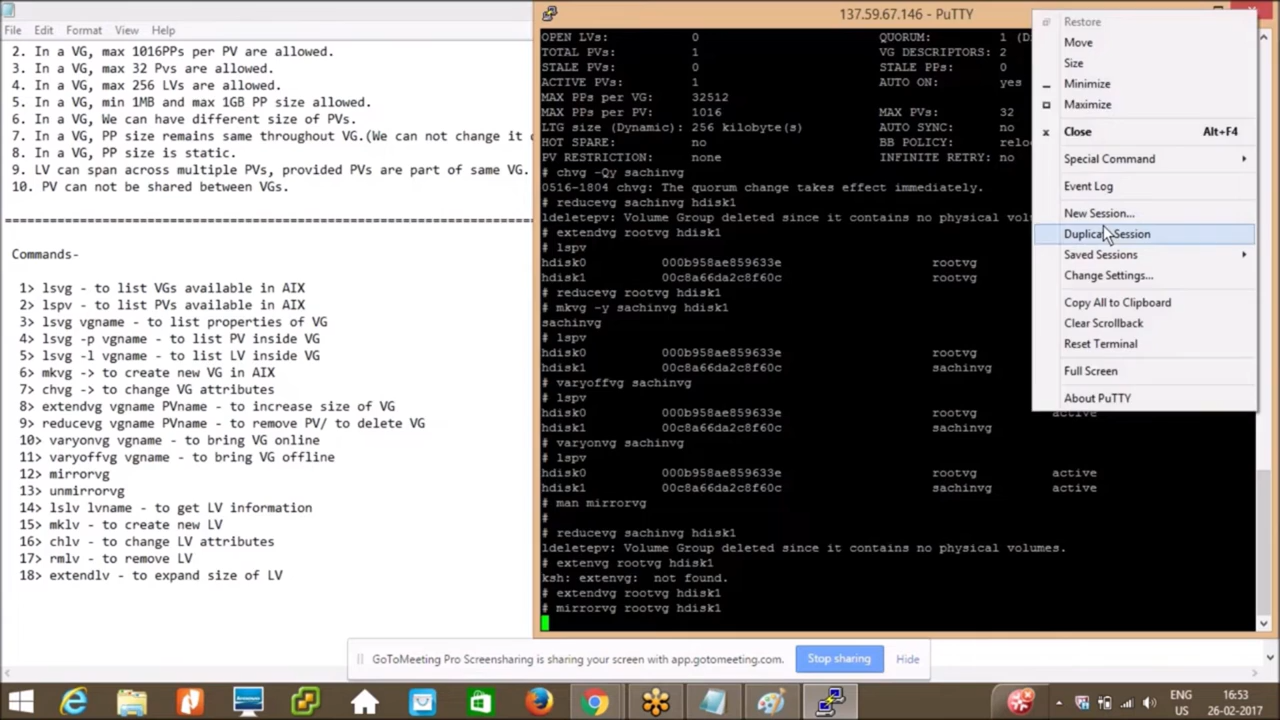 137.59.67.146 - PuTTY
File Edit Format View Help
2. In a VG, max 1016PPs per PV are allowed.
3. In a VG, max 32 Pvs are allowed.
4. In a VG, max 256 LVs are allowed.
5. In a VG, min 1MB and max 1GB PP size allowed.
6. In a VG, We can have different size of PVs.
7. In a VG, PP size remains same throughout VG.(We can not change it
8. In a VG, PP size is static.
9. LV can span across multiple PVs, provided PVs are part of same VG.
10. PV can not be shared between VGs.
Commands-
1> lsvg - to list VGs available in AIX
2> lspv - to list PVs available in AIX
3> lsvg vgname - to list properties of VG
4> lsvg -p vgname - to list PV inside VG
5> lsvg -l vgname - to list LV inside VG
6> mkvg -> to create new VG in AIX
7> chvg -> to change VG attributes
8> extendvg vgname PVname - to increase size of VG
9> reducevg vgname PVname - to remove PV/ to delete VG
10> varyonvg vgname - to bring VG online
11> varyoffvg vgname - to bring VG offline
12> mirrorvg
13> unmirrorvg
14> lslv lvname - to get LV information
15> mklv - to create new LV
16> chlv - to change LV attributes
17> rmlv - to remove LV
18> extendlv - to expand size of LV
OPEN LVs: 0 QUORUM: 1 (D
TOTAL PVs: 1 VG DESCRIPTORS: 2
STALE PVs: 0 STALE PPs: 0
ACTIVE PVs: 1 AUTO ON: yes
MAX PPs per VG: 32512
MAX PPs per PV: 1016 MAX PVs: 32
LTG size (Dynamic): 256 kilobyte(s) AUTO SYNC: no
HOT SPARE: no BB POLICY: relo
PV RESTRICTION: none INFINITE RETRY: no
# chvg -Qy sachinvg
0516-1804 chvg: The quorum change takes effect immediately.
# reducevg sachinvg hdisk1
ldeletepv: Volume Group deleted since it contains no physical vol
# extendvg rootvg hdisk1
# lspv
hdisk0 000b958ae859633e rootvg
hdisk1 00c8a66da2c8f60c rootvg
# reducevg rootvg hdisk1
# mkvg -y sachinvg hdisk1
sachinvg
# lspv
hdisk0 000b958ae859633e rootvg
hdisk1 00c8a66da2c8f60c sachinvg
# varyoffvg sachinvg
# lspv
hdisk0 000b958ae859633e rootvg active
hdisk1 00c8a66da2c8f60c sachinvg
# varyonvg sachinvg
# lspv
hdisk0 000b958ae859633e rootvg active
hdisk1 00c8a66da2c8f60c sachinvg active
# man mirrorvg
#
# reducevg sachinvg hdisk1
ldeletepv: Volume Group deleted since it contains no physical volumes.
# extenvg rootvg hdisk1
ksh: extenvg: not found.
# extendvg rootvg hdisk1
# mirrorvg rootvg hdisk1
Restore
Move
Size
Minimize
Maximize
Close Alt+F4
Special Command
Event Log
New Session...
Session
Saved Sessions
Change Settings...
Copy All to Clipboard
Clear Scrollback
Reset Terminal
Full Screen
About PuTTY
GoToMeeting Pro Screensharing is sharing your screen with app.gotomeeting.com. Stop sharing Hide
ENG 16:53
US 26-02-2017